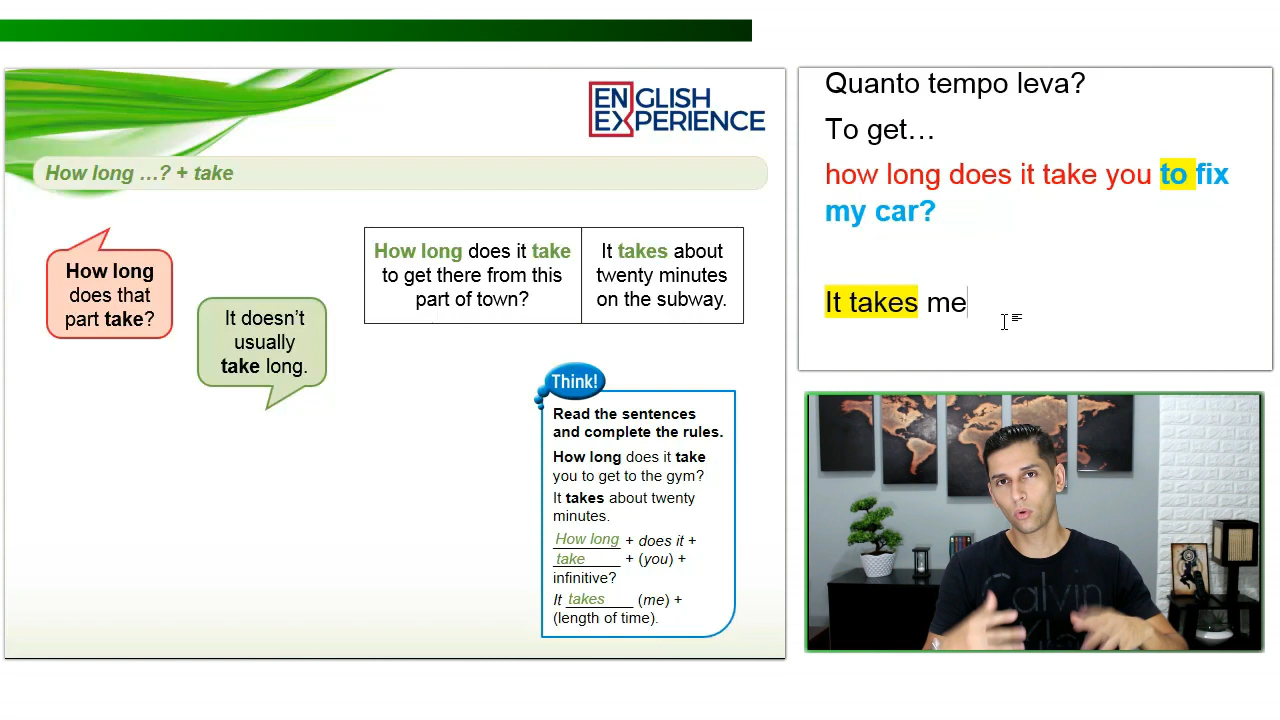 ENGLISH
EXPERIENCE
How long ...? + take
How long
does that
part take?
It doesn't
usually
take long.
How long does it take
to get there from this
part of town?
It takes about
twenty minutes
on the subway.
Think!
Read the sentences
and complete the rules.
How long does it take
you to get to the gym?
It takes about twenty
minutes.
How long + does it +
take + (you) +
infinitive?
It takes (me) +
(length of time).
Quanto tempo leva?
To get…
how long does it take you to fix
my car?
It takes me
Calvin